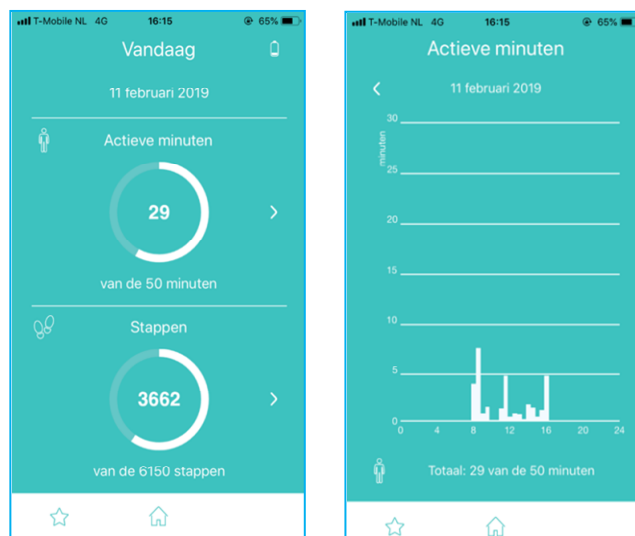 T-Mobile NL 4G 16:15 65%
Vandaag
11 februari 2019
Actieve minuten
29
van de 50 minuten
Stappen
3662
van de 6150 stappen
T-Mobile NL 4G 16:15 65%
Actieve minuten
11 februari 2019
minuten
30
25
20
15
10
5
0
0 4 8 12 16 20 24
Totaal: 29 van de 50 minuten